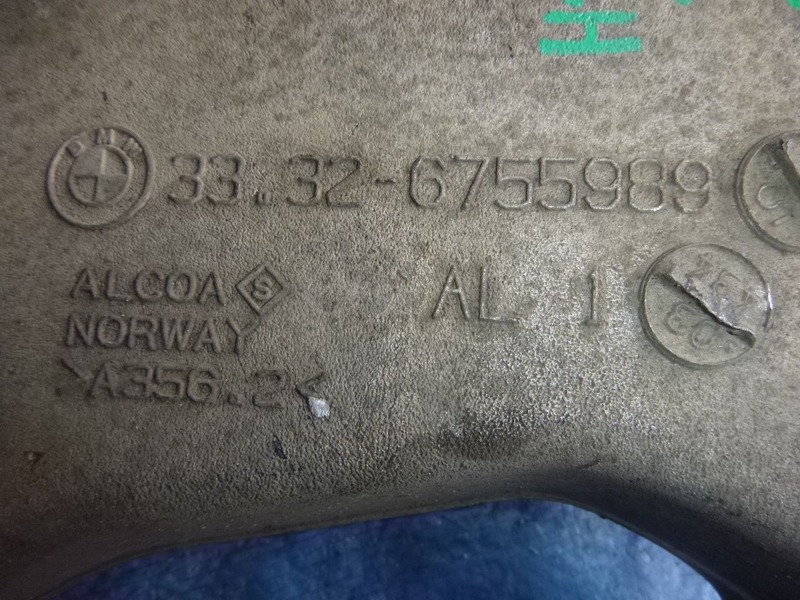 BMW 33.32-6755989
ALCOA S AL 1
NORWAY
>A356.2<